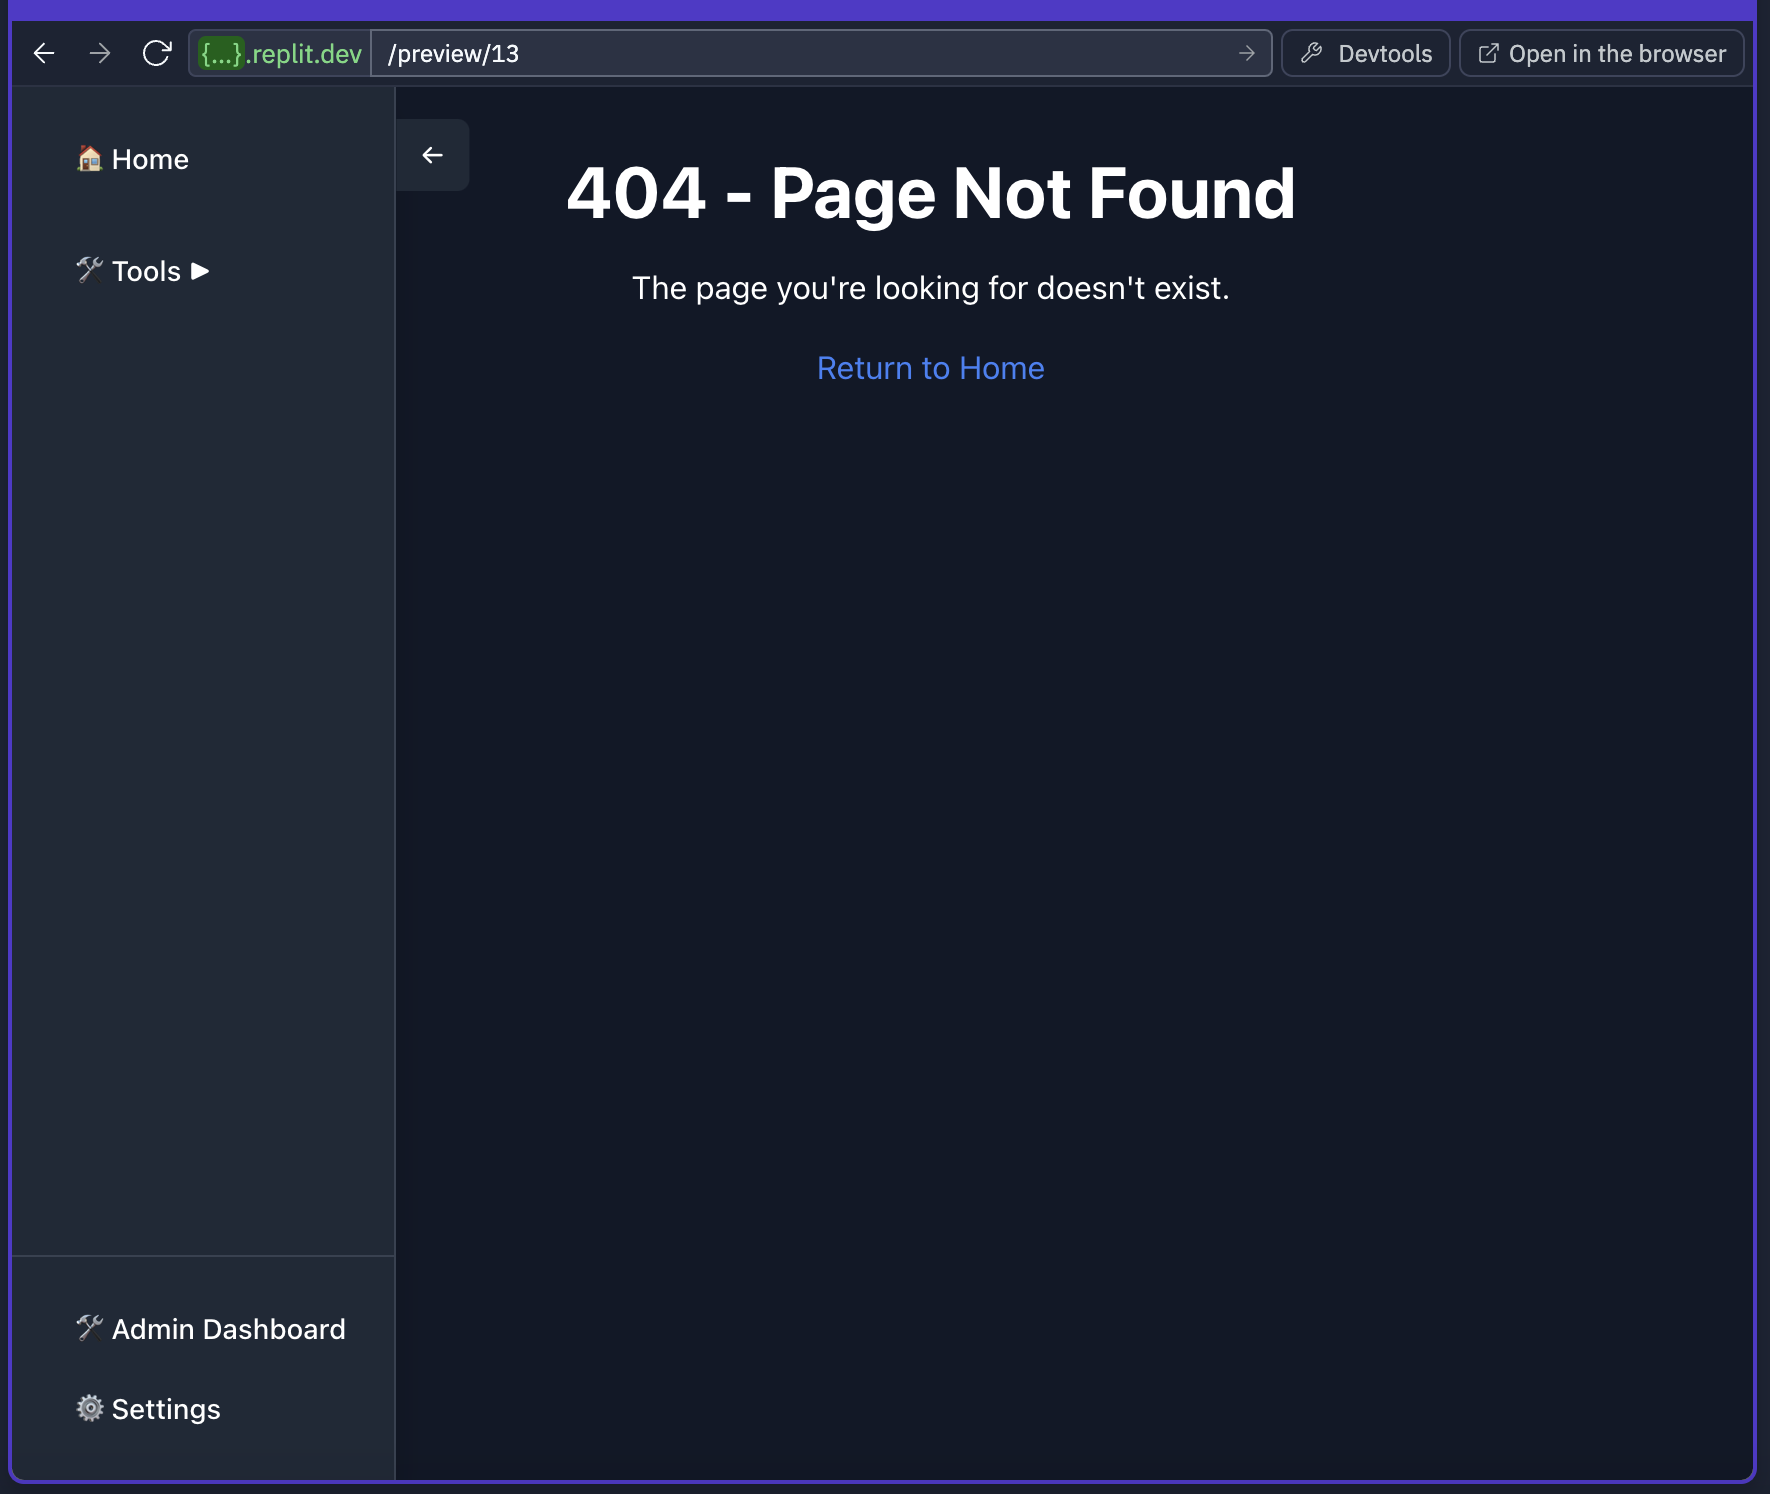 {...}.replit.dev /preview/13 Devtools Open in the browser
Home
Tools
404 - Page Not Found
The page you're looking for doesn't exist.
Return to Home
Admin Dashboard
Settings